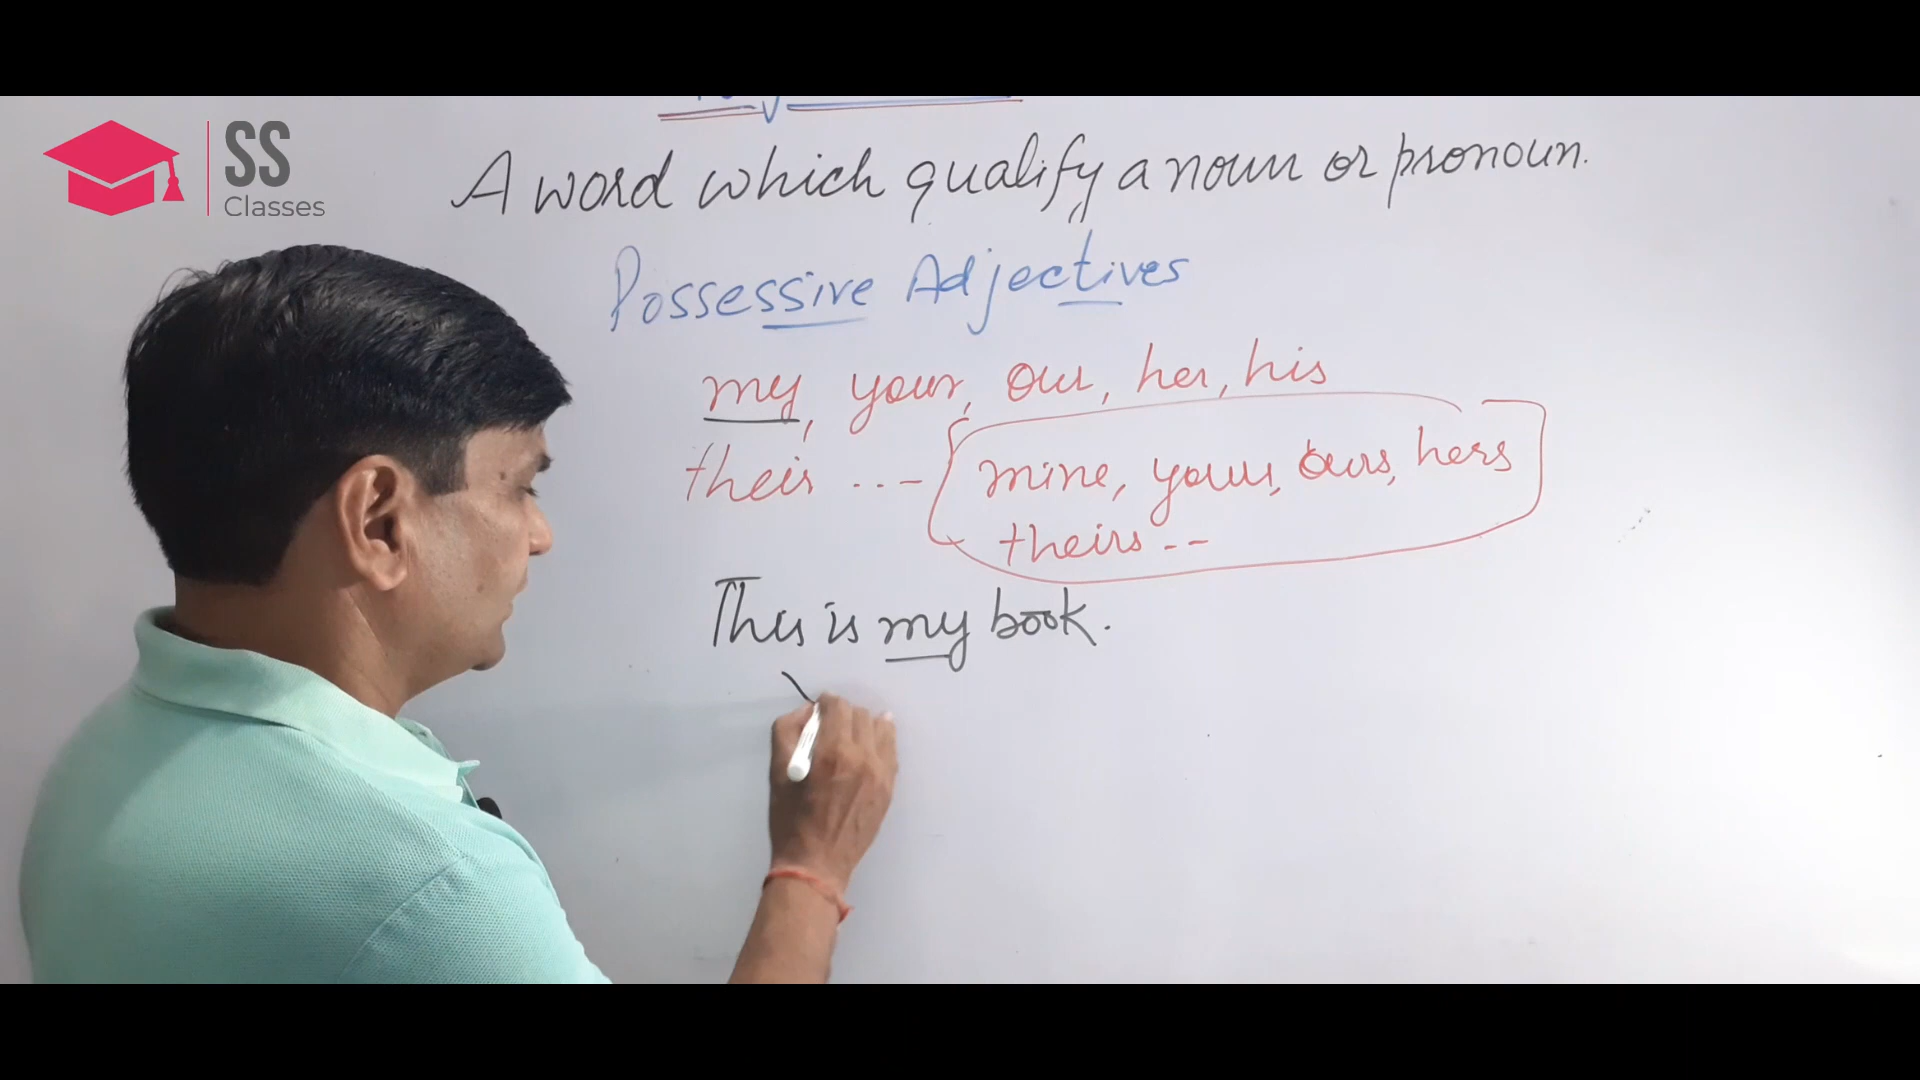 SS
Classes
A word which qualify a noun or pronoun.
Possessive Adjectives
my, your, our, her, his
their ... - mine, yours, ours, hers
theirs --
This is my book.